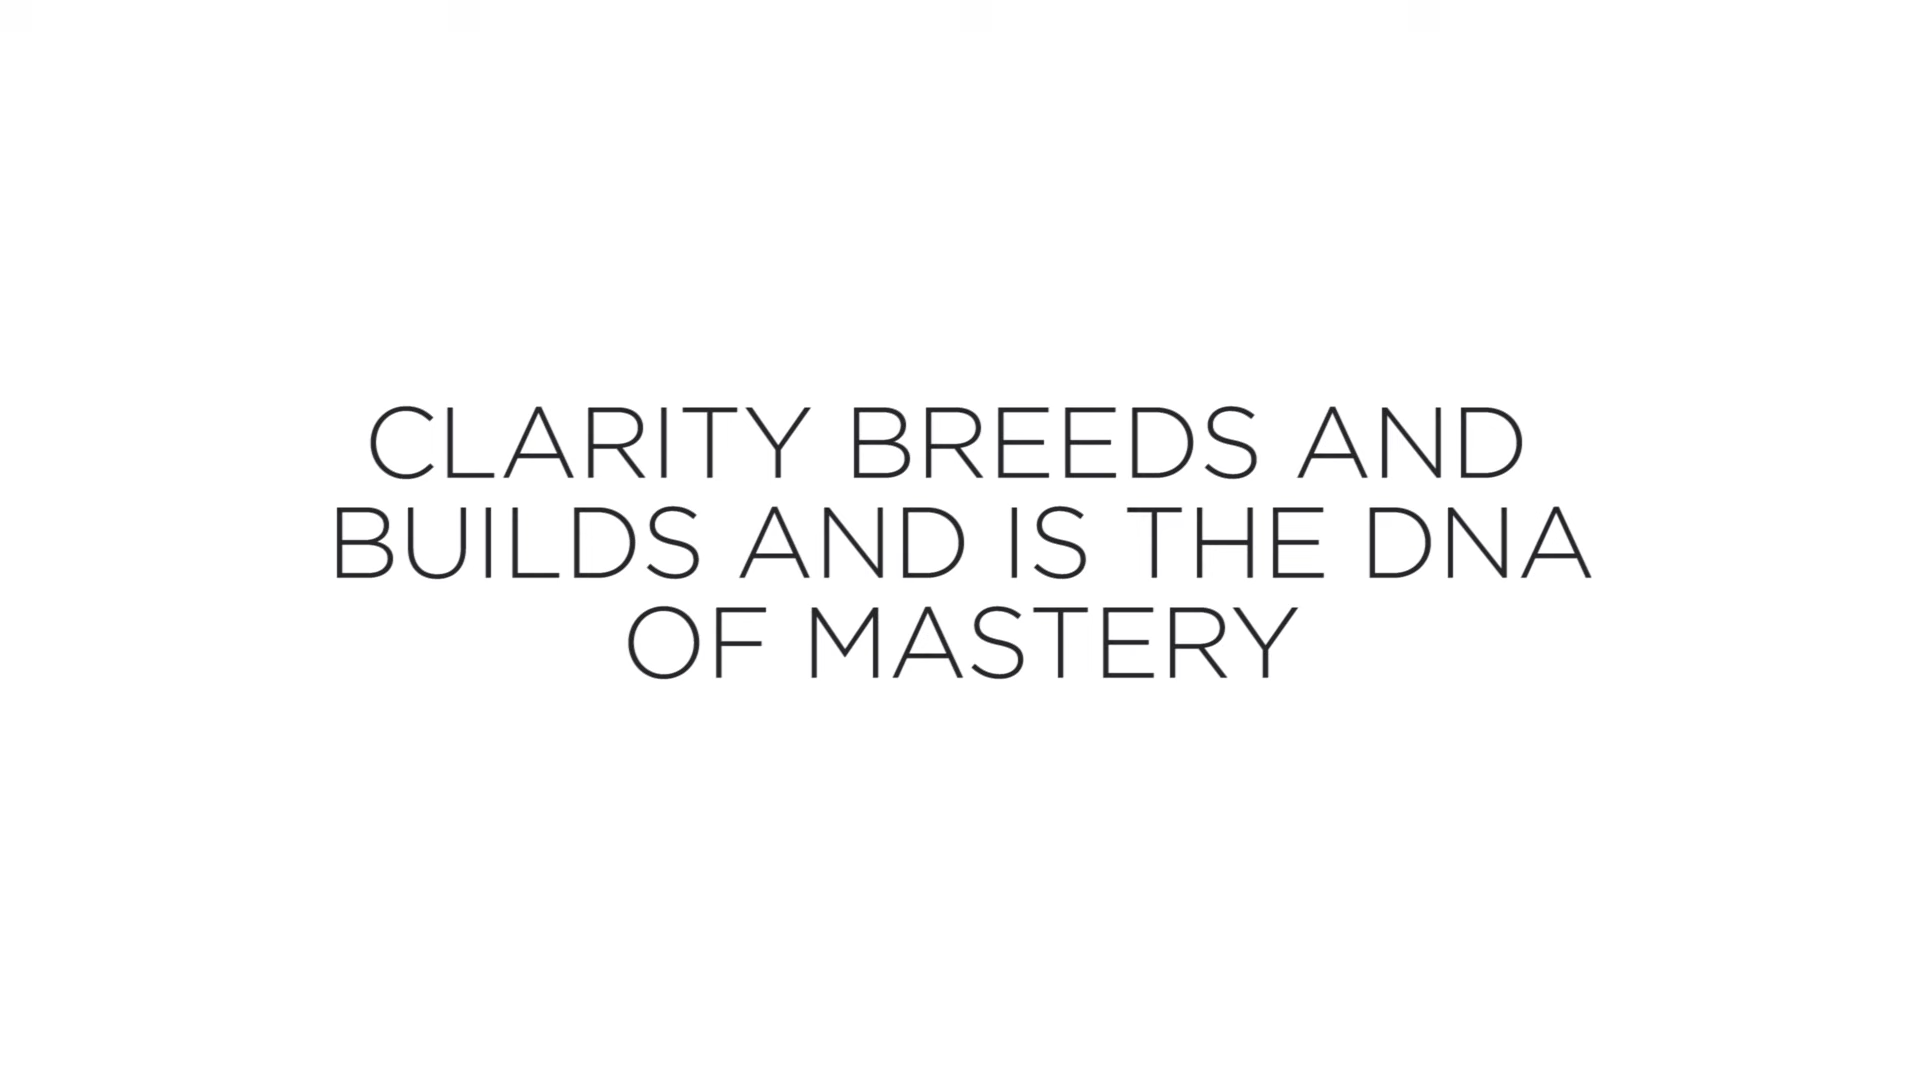 CLARITY BREEDS AND
BUILDS AND IS THE DNA
OF MASTERY